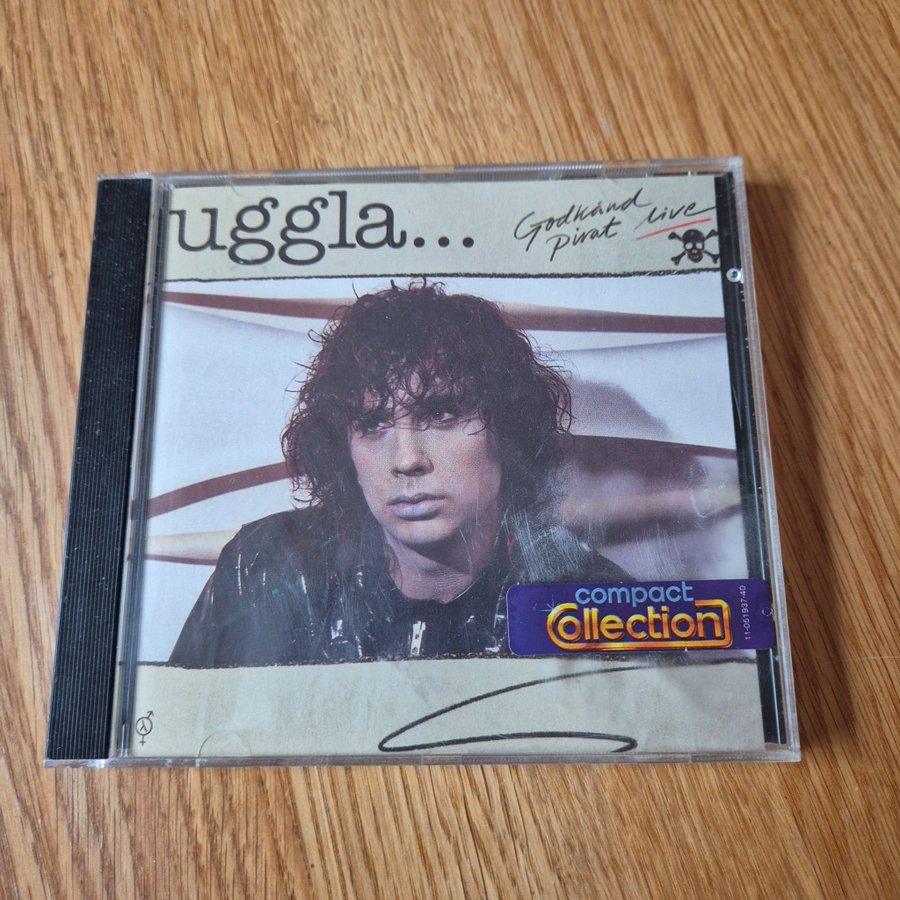 uggla...
Godkänd
pirat live
compact
Collection
11-051937-40